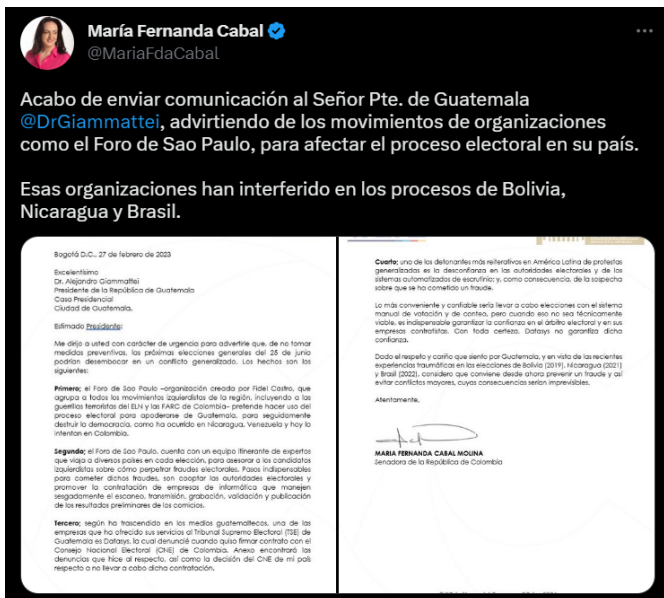 María Fernanda Cabal
@MariaFdaCabal
Acabo de enviar comunicación al Señor Pte. de Guatemala
@DrGiammattei, advirtiendo de los movimientos de organizaciones
como el Foro de Sao Paulo, para afectar el proceso electoral en su país.
Esas organizaciones han interferido en los procesos de Bolivia,
Nicaragua y Brasil.
Bogotá D.C., 27 de febrero de 2023
Excelentísimo
Dr. Alejandro Giammattei
Presidente de la República de Guatemala
Casa Presidencial
Ciudad de Guatemala.
Estimado Presidente:
Me dirijo a usted con carácter de urgencia para advertirle que, de no tomar
medidas preventivas, las próximas elecciones generales del 25 de junio
podrían desembocar en un conflicto generalizado. Los hechos son los
siguientes:
Primero; el Foro de Sao Paulo –organización creada por Fidel Castro, que
agrupa a todos los movimientos izquierdistas de la región, incluyendo a las
guerrillas terroristas del ELN y las FARC de Colombia– pretende hacer uso del
proceso electoral para apoderarse de Guatemala, para seguidamente
destruir la democracia, como ha ocurrido en Nicaragua, Venezuela y hoy lo
intentan en Colombia.
Segundo; el Foro de Sao Paulo, cuenta con un equipo itinerante de expertos
que viaja a diversos países en cada elección, para asesorar a los candidatos
izquierdistas sobre cómo perpetrar fraudes electorales. Pasos indispensables
para cometer dichos fraudes, son cooptar las autoridades electorales y
promover la contratación de empresas de informática que manejen
sesgadamente el escaneo, transmisión, grabación, validación y publicación
de los resultados preliminares de los comicios.
Tercero; según ha trascendido en los medios guatemaltecos, una de las
empresas que ha ofrecido sus servicios al Tribunal Supremo Electoral (TSE) de
Guatemala es Datasys, la cual denuncié cuando quiso firmar contrato con el
Consejo Nacional Electoral (CNE) de Colombia. Anexo encontrará las
denuncias que hice al respecto, así como la decisión del CNE de mi país
respecto a no llevar a cabo dicha contratación.
Cuarto; uno de los detonantes más reiterativos en América Latina de protestas
generalizadas es la desconfianza en las autoridades electorales y de los
sistemas automatizados de escrutinio; y, como consecuencia, de la sospecha
sobre que se ha cometido un fraude.
Lo más conveniente y confiable sería llevar a cabo elecciones con el sistema
manual de votación y de conteo, pero cuando eso no sea técnicamente
viable, es indispensable garantizar la confianza en el árbitro electoral y en sus
empresas contratistas. Con toda certeza, Datasys no garantiza dicha
confianza.
Dado el respeto y cariño que siento por Guatemala, y en vista de las recientes
experiencias traumáticas en las elecciones de Bolivia (2019), Nicaragua (2021)
y Brasil (2022), considero que conviene desde ahora prevenir un fraude y así
evitar conflictos mayores, cuyas consecuencias serían imprevisibles.
Atentamente,
MARIA FERNANDA CABAL MOLINA
Senadora de la República de Colombia